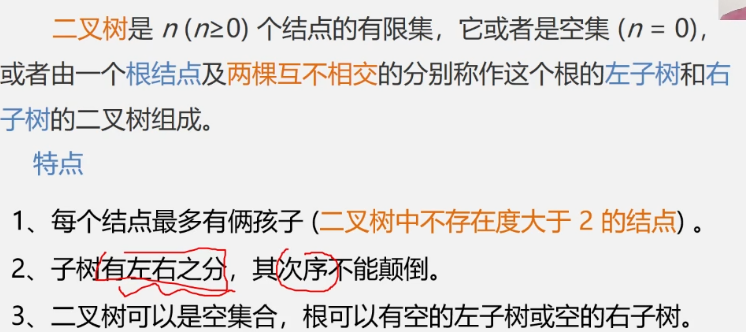 二叉树是 n (n≥0) 个结点的有限集，它或者是空集 (n = 0)，
或者由一个根结点及两棵互不相交的分别称作这个根的左子树和右
子树的二叉树组成。
特点
1、每个结点最多有俩孩子 (二叉树中不存在度大于 2 的结点) 。
2、子树有左右之分，其次序不能颠倒。
3、二叉树可以是空集合，根可以有空的左子树或空的右子树。